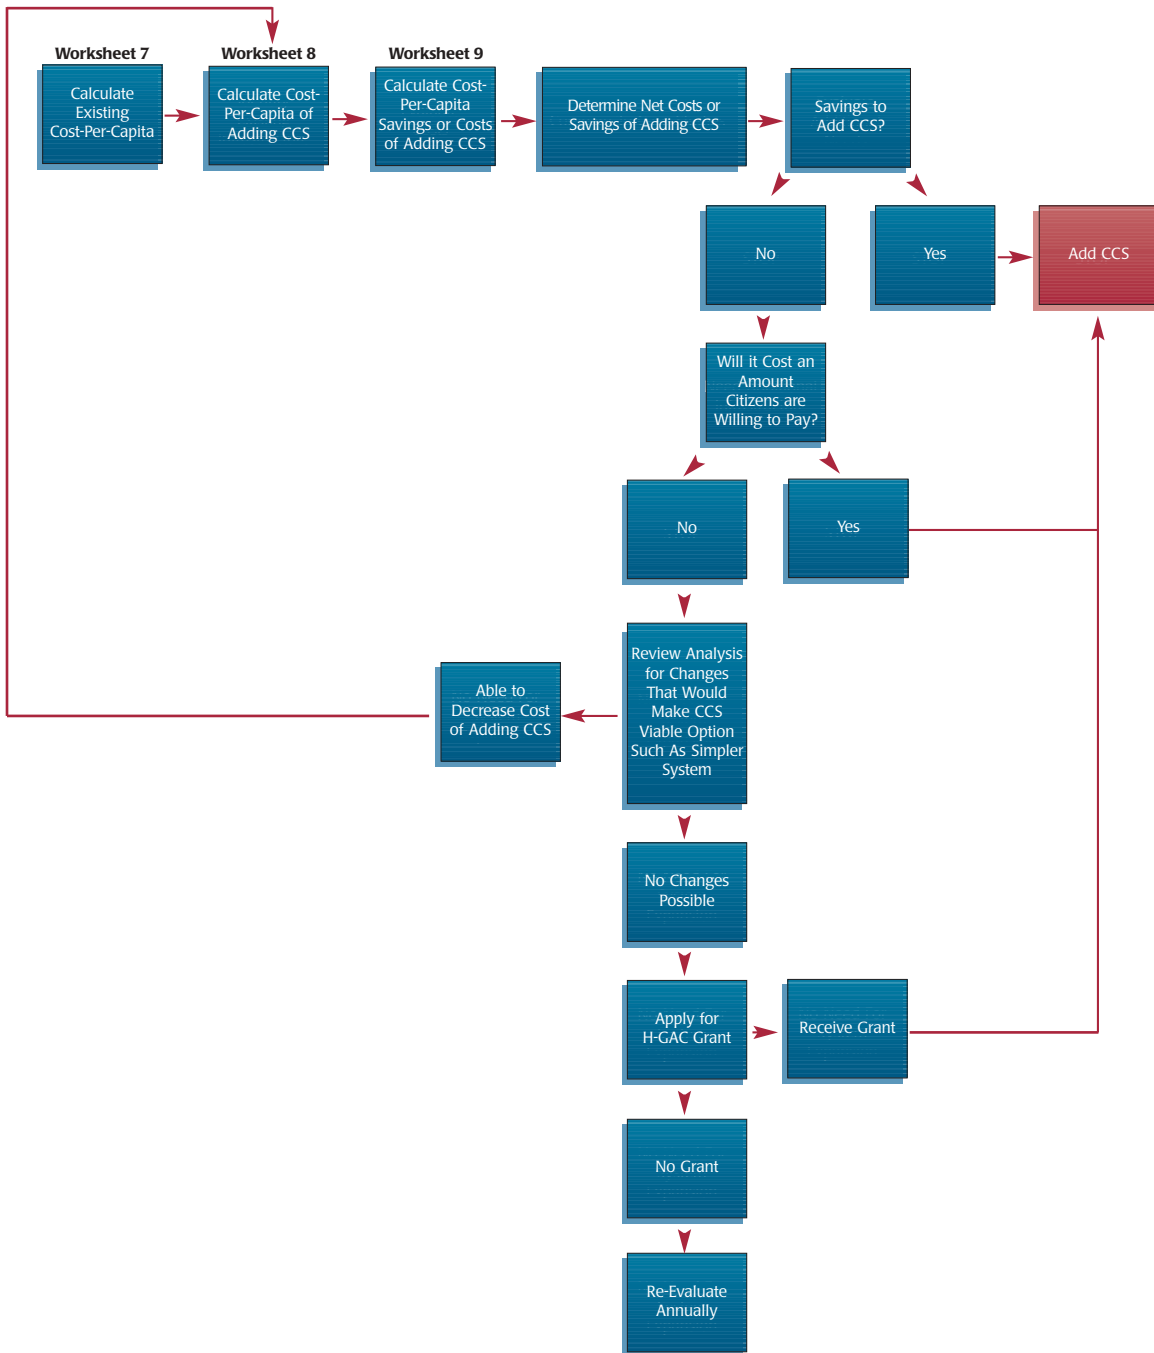 Worksheet 7
Worksheet 8
Worksheet 9
Calculate
Existing
Cost-Per-Capita
Calculate Cost-
Per-Capita of
Adding CCS
Calculate Cost-
Per-Capita
Savings or Costs
of Adding CCS
Determine Net Costs or
Savings of Adding CCS
Savings to
Add CCS?
No
Yes
Add CCS
Will it Cost an
Amount
Citizens are
Willing to Pay?
No
Yes
Review Analysis
for Changes
That Would
Make CCS
Viable Option
Such As Simpler
System
Able to
Decrease Cost
of Adding CCS
No Changes
Possible
Apply for
H-GAC Grant
Receive Grant
No Grant
Re-Evaluate
Annually